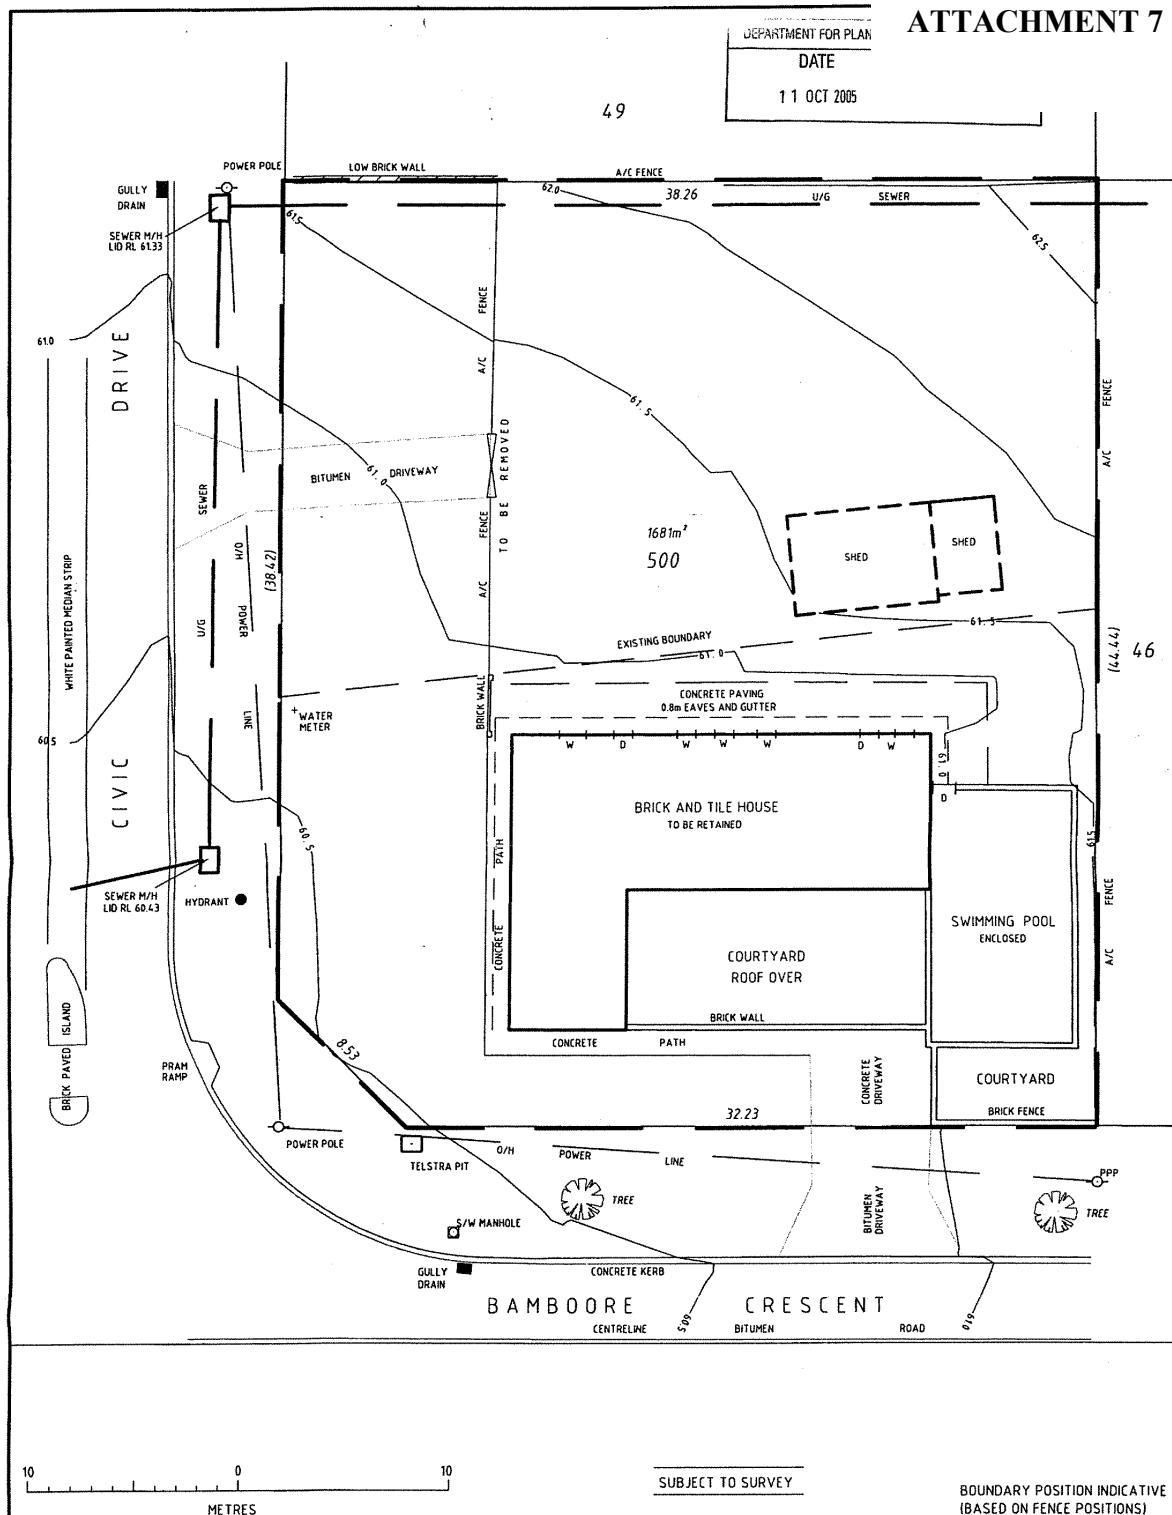 ATTACHMENT 7
DEPARTMENT FOR PLAN
DATE
11 OCT 2005
49
POWER POLE
LOW BRICK WALL
A/C FENCE
GULLY
DRAIN
62.0
38.26
U/G
SEWER
SEWER M/H
LID RL 61.33
61.5
62.5
FENCE
A/C
61.0
DRIVE
61.5
FENCE
A/C
BITUMEN
DRIVEWAY
61.0
TO BE REMOVED
SEWER
FENCE
A/C
O/H
(38.42)
1681m²
500
SHED
SHED
WHITE PAINTED MEDIAN STRIP
U/G
POWER
EXISTING BOUNDARY
61.0
61.5
(44.44)
46
BRICK WALL
CONCRETE PAVING
0.8m EAVES AND GUTTER
WATER
METER
LINE
60.5
W
D
W
W
W
D
W
61.0
D
CIVIC
BRICK AND TILE HOUSE
TO BE RETAINED
60.5
61.5
PATH
SEWER M/H
LID RL 60.43
HYDRANT
FENCE
A/C
SWIMMING POOL
ENCLOSED
CONCRETE
COURTYARD
ROOF OVER
BRICK WALL
BRICK PAVED
ISLAND
8.53
CONCRETE
PATH
PRAM
RAMP
CONCRETE
DRIVEWAY
COURTYARD
BRICK FENCE
32.23
POWER POLE
TELSTRA PIT
O/H
POWER
LINE
PPP
TREE
BITUMEN
DRIVEWAY
TREE
S/W MANHOLE
GULLY
DRAIN
CONCRETE KERB
BAMBOORE
CRESCENT
60.5
61.0
CENTRELINE
BITUMEN
ROAD
10
0
10
METRES
SUBJECT TO SURVEY
BOUNDARY POSITION INDICATIVE
(BASED ON FENCE POSITIONS)